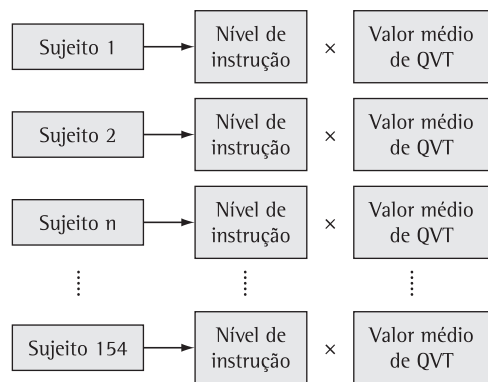 Sujeito 1
Nível de
instrução
×
Valor médio
de QVT
Sujeito 2
Nível de
instrução
×
Valor médio
de QVT
Sujeito n
Nível de
instrução
×
Valor médio
de QVT
Sujeito 154
Nível de
instrução
×
Valor médio
de QVT